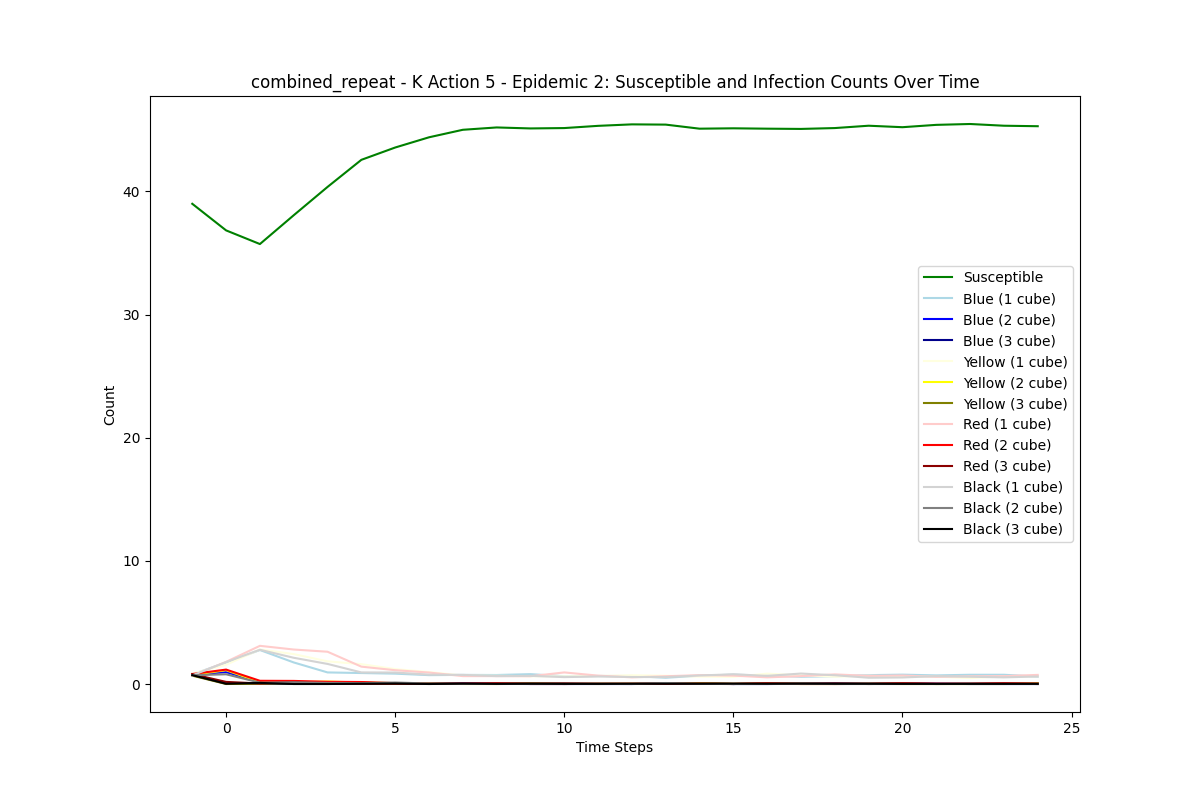 combined_repeat - K Action 5 - Epidemic 2: Susceptible and Infection Counts Over Time
Count
40
30
20
10
0
Susceptible
Blue (1 cube)
Blue (2 cube)
Blue (3 cube)
Yellow (1 cube)
Yellow (2 cube)
Yellow (3 cube)
Red (1 cube)
Red (2 cube)
Red (3 cube)
Black (1 cube)
Black (2 cube)
Black (3 cube)
0 5 10 15 20 25
Time Steps